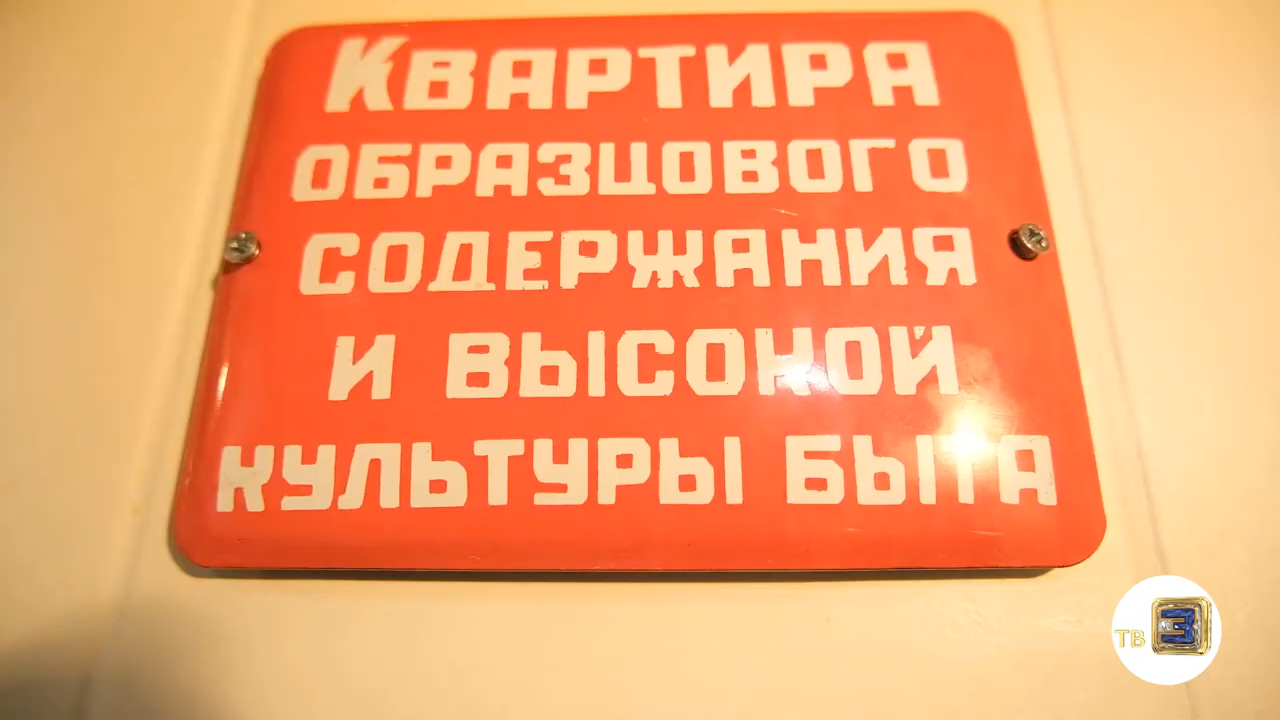 Квартира
образцового
содержания
и высокой
культуры быта
ТВ 3